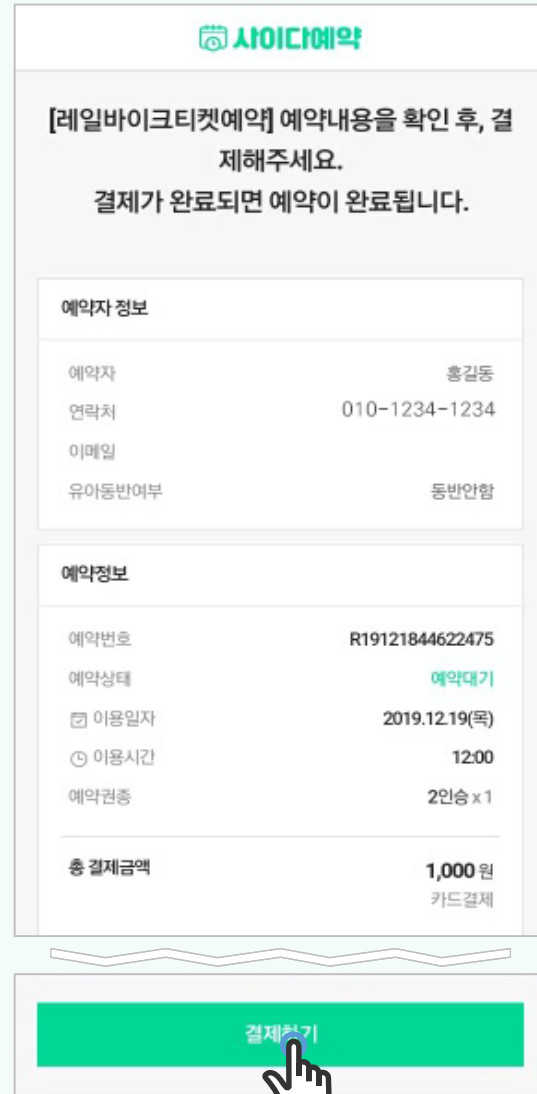 사이다예약
[레일바이크티켓예약] 예약내용을 확인 후, 결
제해주세요.
결제가 완료되면 예약이 완료됩니다.
예약자 정보
예약자 홍길동
연락처 010-1234-1234
이메일
유아동반여부 동반안함
예약정보
예약번호 R19121844622475
예약상태 예약대기
이용일자 2019.12.19(목)
이용시간 12:00
예약권종 2인승 x 1
총 결제금액 1,000 원
카드결제
결제하기